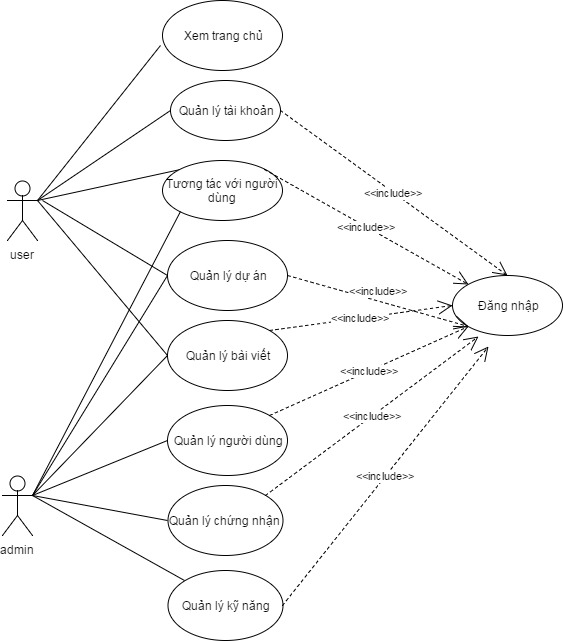 Xem trang chủ
Quản lý tài khoản
<<include>>
Tương tác với người
dùng
<<include>>
user
Quản lý dự án
<<include>>
Đăng nhập
<<include>>
Quản lý bài viết
<<include>>
<<include>>
Quản lý người dùng
<<include>>
Quản lý chứng nhận
admin
Quản lý kỹ năng